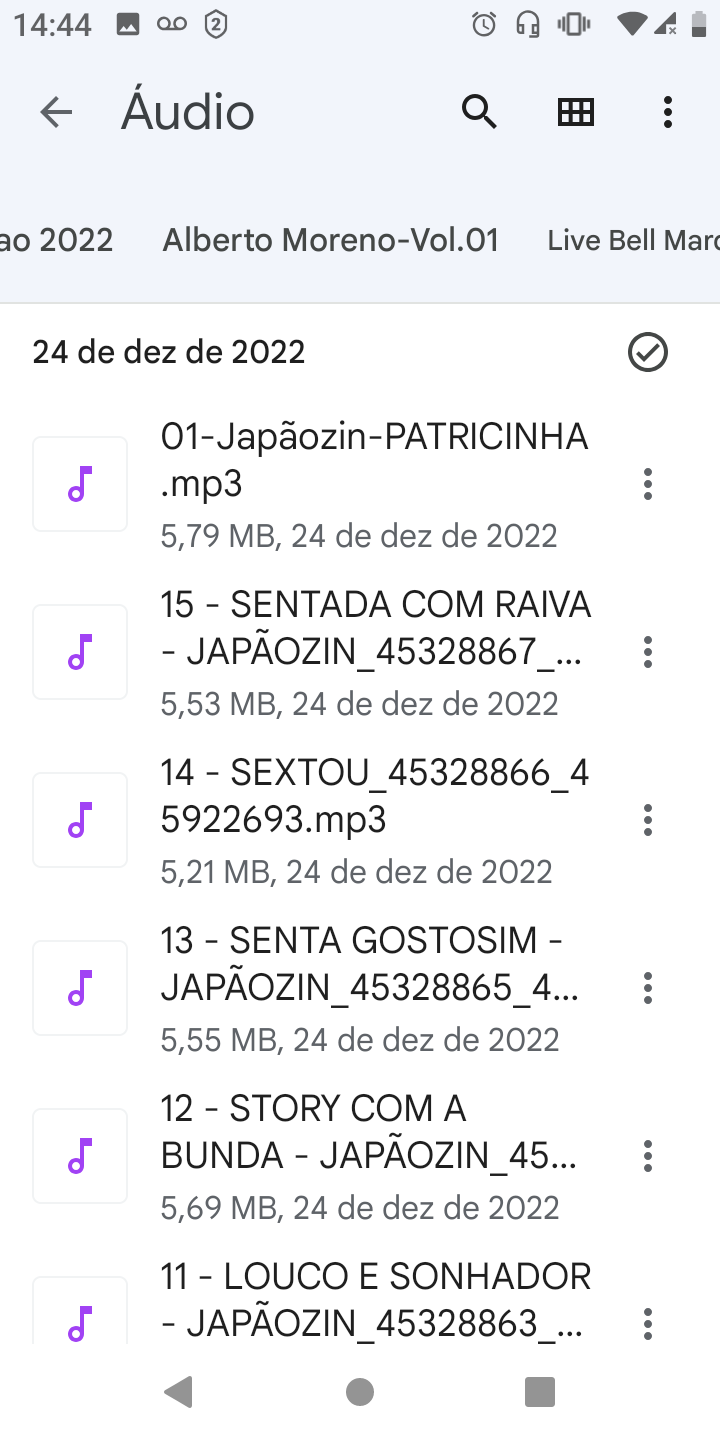 14:44
2
Áudio
ao 2022 Alberto Moreno-Vol.01 Live Bell Marc
24 de dez de 2022
01-Japãozin-PATRICINHA
.mp3
5,79 MB, 24 de dez de 2022
15 - SENTADA COM RAIVA
- JAPÃOZIN_45328867_...
5,53 MB, 24 de dez de 2022
14 - SEXTOU_45328866_4
5922693.mp3
5,21 MB, 24 de dez de 2022
13 - SENTA GOSTOSIM -
JAPÃOZIN_45328865_4...
5,55 MB, 24 de dez de 2022
12 - STORY COM A
BUNDA - JAPÃOZIN_45...
5,69 MB, 24 de dez de 2022
11 - LOUCO E SONHADOR
- JAPÃOZIN_45328863_...